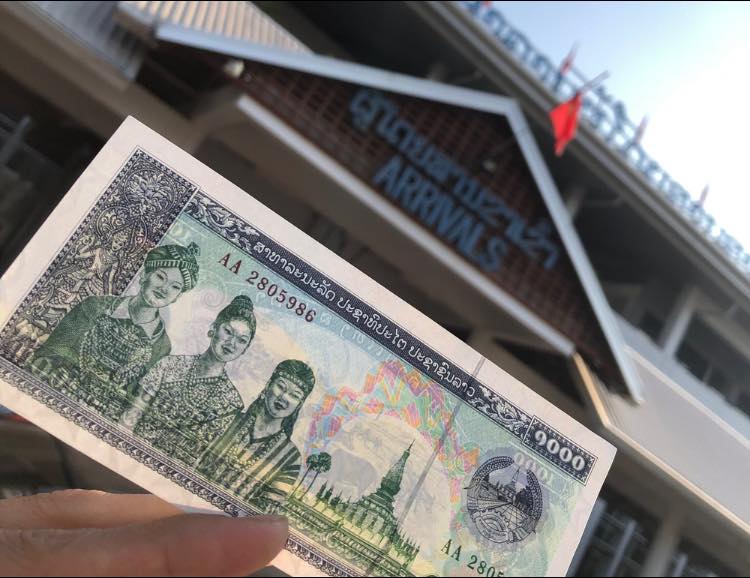 ຜູ້ໂດຍສານຂາເຂົ້າ
ARRIVALS
ສາທາລະນະລັດ ປະຊາທິປະໄຕ ປະຊາຊົນລາວ
໑໐໐໐
AA 2805986
AA 2805